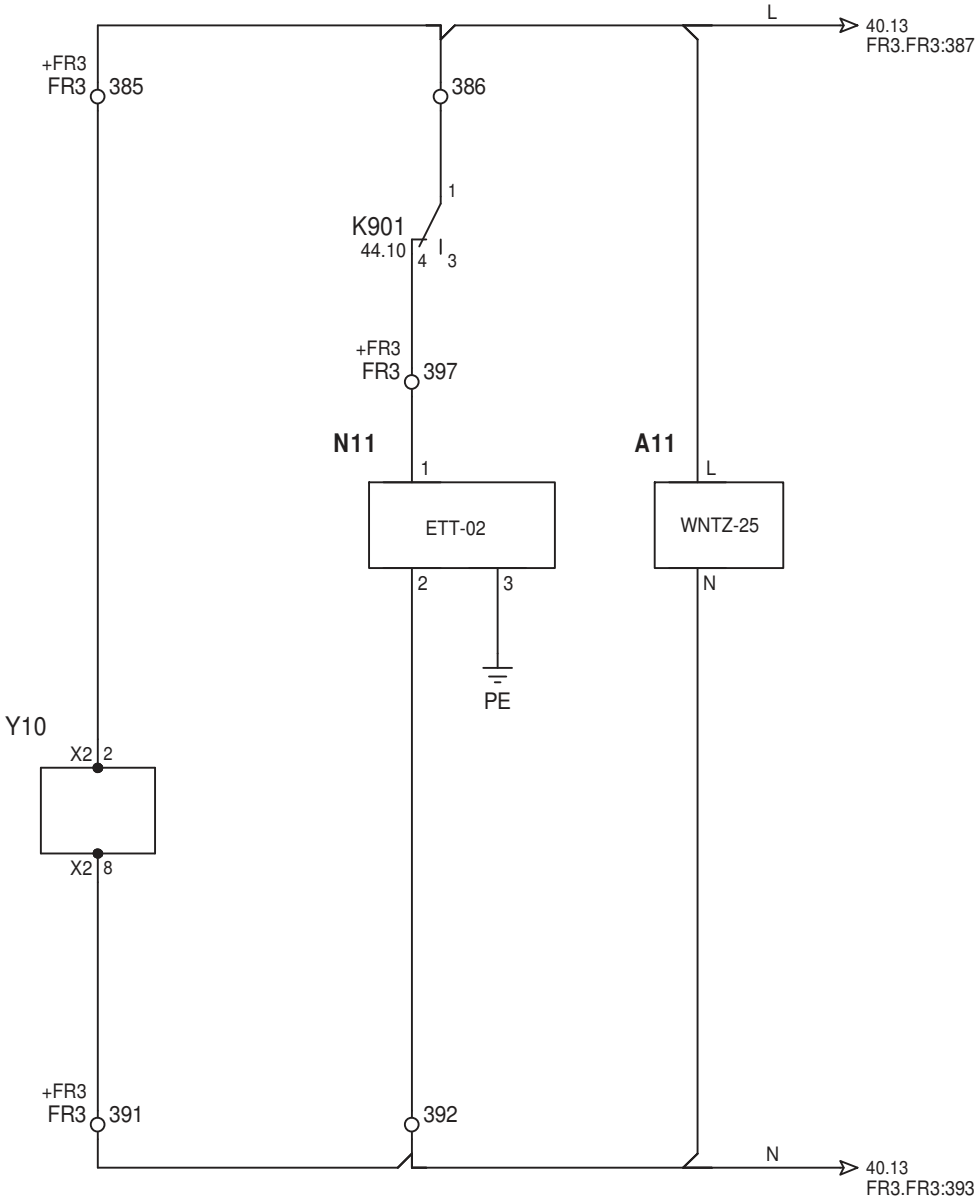 L
40.13
FR3.FR3:387
+FR3
FR3 385
386
1
K901
44.10
4 3
+FR3
FR3 397
N11
A11
1
L
ETT-02
WNTZ-25
2
3
N
PE
Y10
X2 2
X2 8
+FR3
FR3 391
392
N
40.13
FR3.FR3:393